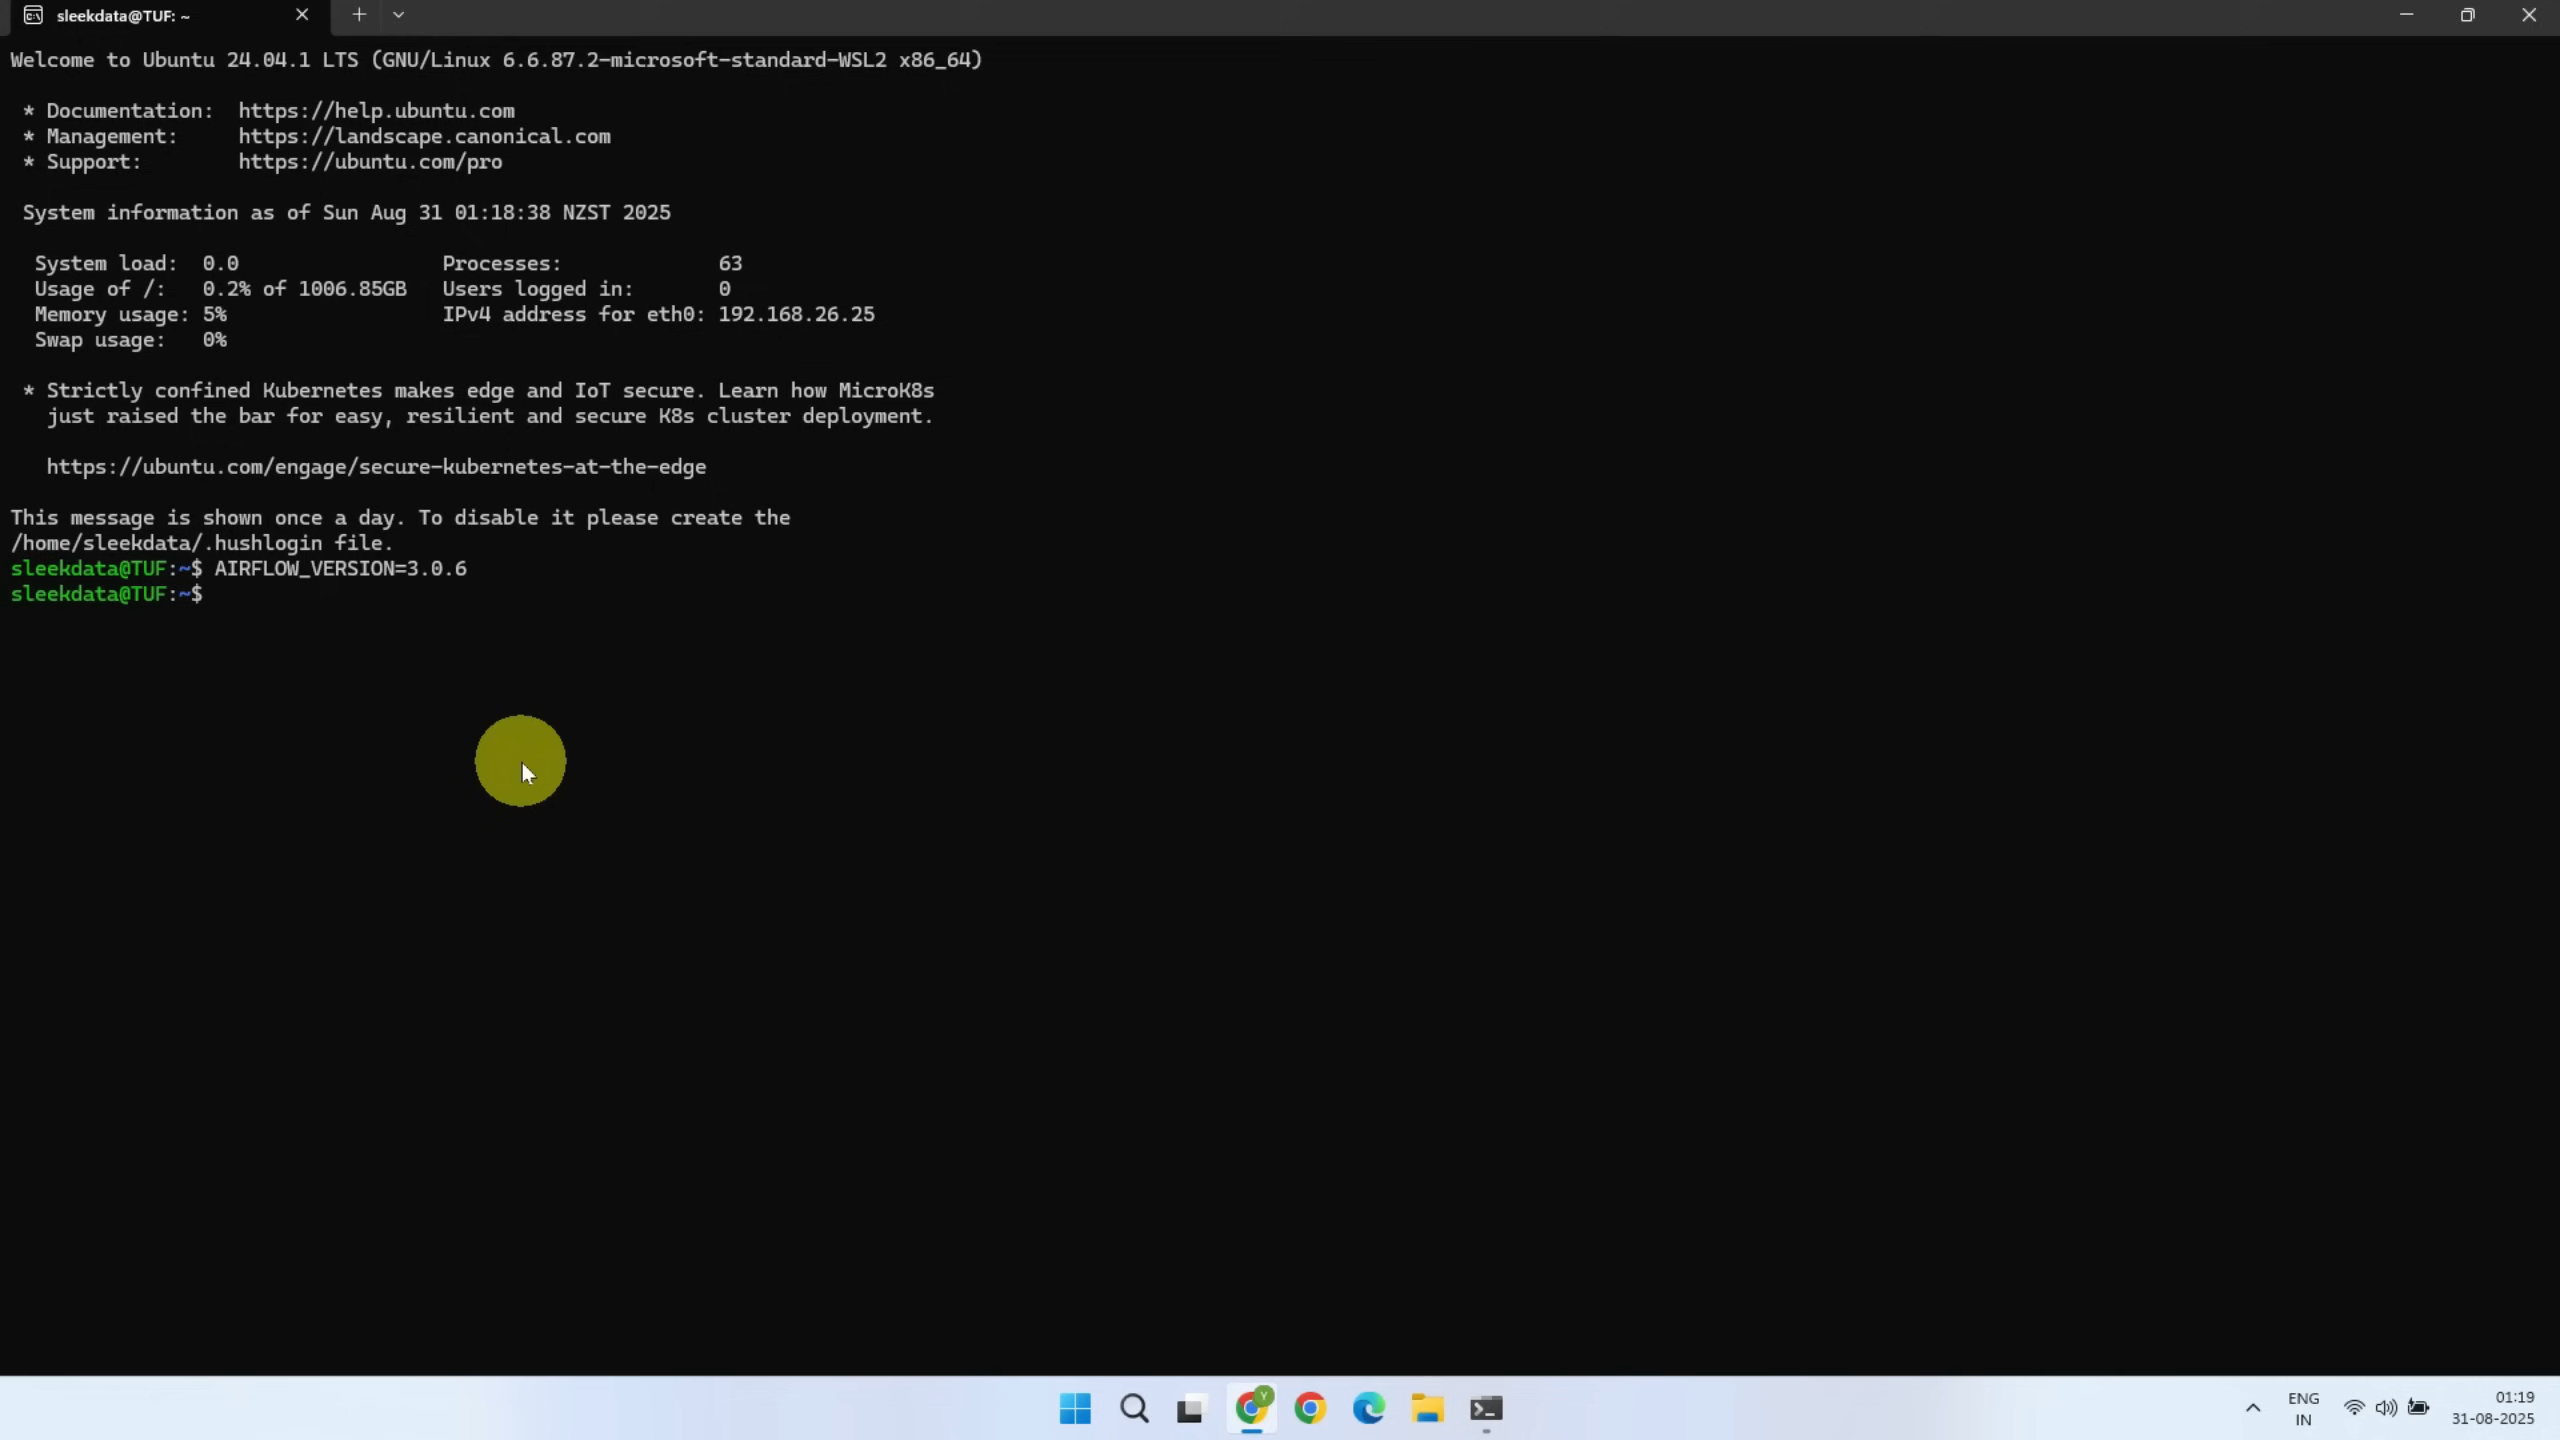 sleekdata@TUF: ~
Welcome to Ubuntu 24.04.1 LTS (GNU/Linux 6.6.87.2-microsoft-standard-WSL2 x86_64)
* Documentation:  https://help.ubuntu.com
* Management:     https://landscape.canonical.com
* Support:        https://ubuntu.com/pro
System information as of Sun Aug 31 01:18:38 NZST 2025
System load:  0.0                 Processes:             63
Usage of /:   0.2% of 1006.85GB   Users logged in:       0
Memory usage: 5%                  IPv4 address for eth0: 192.168.26.25
Swap usage:   0%
* Strictly confined Kubernetes makes edge and IoT secure. Learn how MicroK8s
just raised the bar for easy, resilient and secure K8s cluster deployment.
https://ubuntu.com/engage/secure-kubernetes-at-the-edge
This message is shown once a day. To disable it please create the
/home/sleekdata/.hushlogin file.
sleekdata@TUF:~$ AIRFLOW_VERSION=3.0.6
sleekdata@TUF:~$
Y
ENG
IN
01:19
31-08-2025